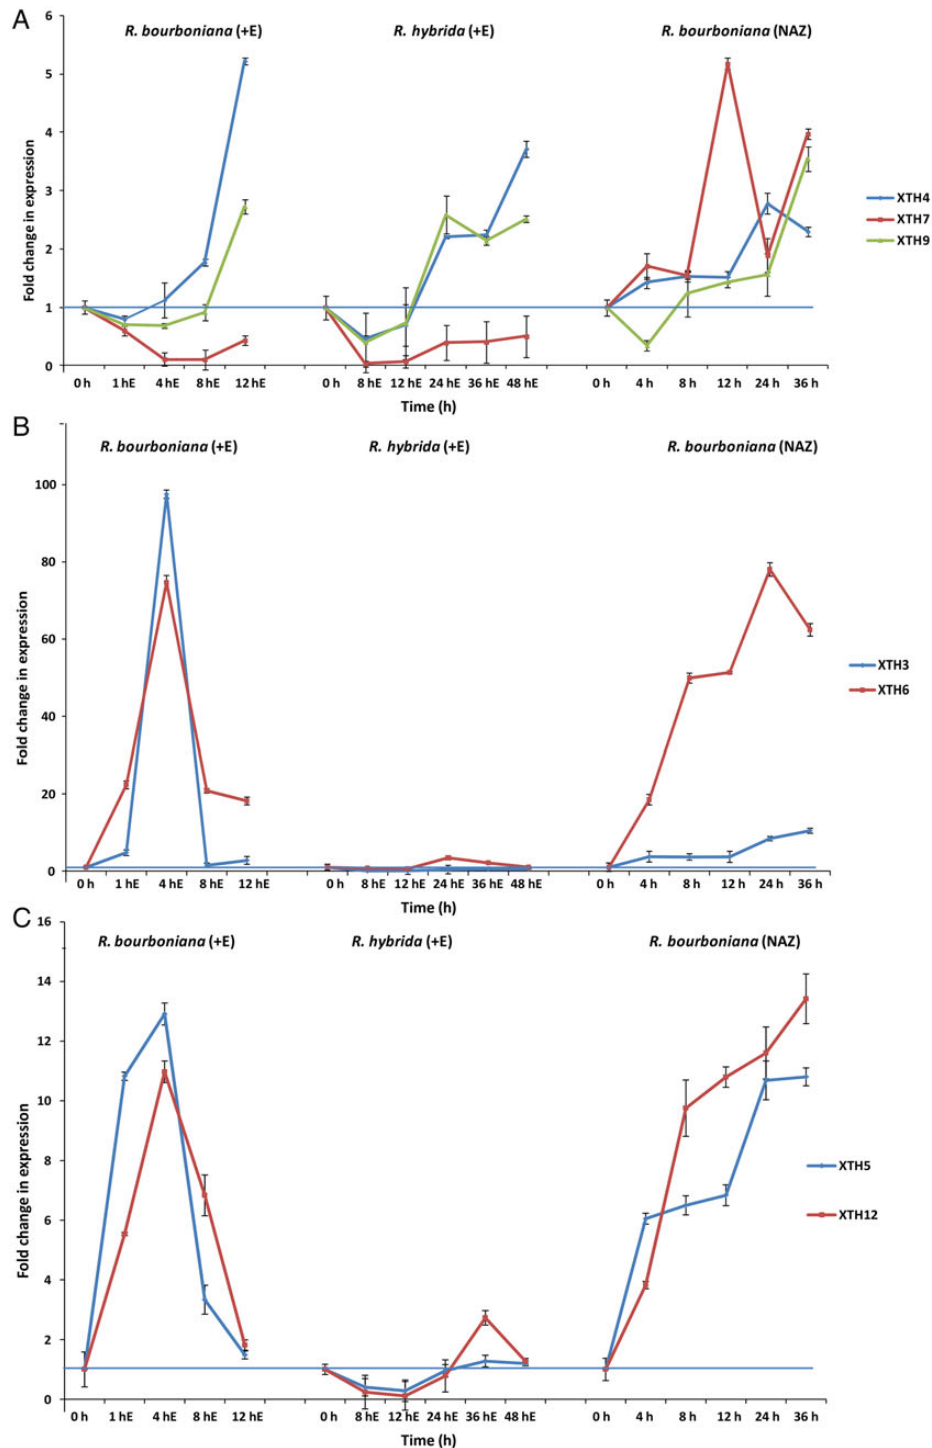 A
R. bourboniana (+E) R. hybrida (+E) R. bourboniana (NAZ)
Fold change in expression
6
5
4
3
2
1
0
XTH4
XTH7
XTH9
0 h 1 hE 4 hE 8 hE 12 hE 0 h 8 hE 12 hE 24 hE 36 hE 48 hE 0 h 4 h 8 h 12 h 24 h 36 h
Time (h)
B
R. bourboniana (+E) R. hybrida (+E) R. bourboniana (NAZ)
Fold change in expression
100
80
60
40
20
0
XTH3
XTH6
0 h 1 hE 4 hE 8 hE 12 hE 0 h 8 hE 12 hE 24 hE 36 hE 48 hE 0 h 4 h 8 h 12 h 24 h 36 h
Time (h)
C
R. bourboniana (+E) R. hybrida (+E) R. bourboniana (NAZ)
Fold change in expression
16
14
12
10
8
6
4
2
0
XTH5
XTH12
0 h 1 hE 4 hE 8 hE 12 hE 0 h 8 hE 12 hE 24 hE 36 hE 48 hE 0 h 4 h 8 h 12 h 24 h 36 h
Time (h)